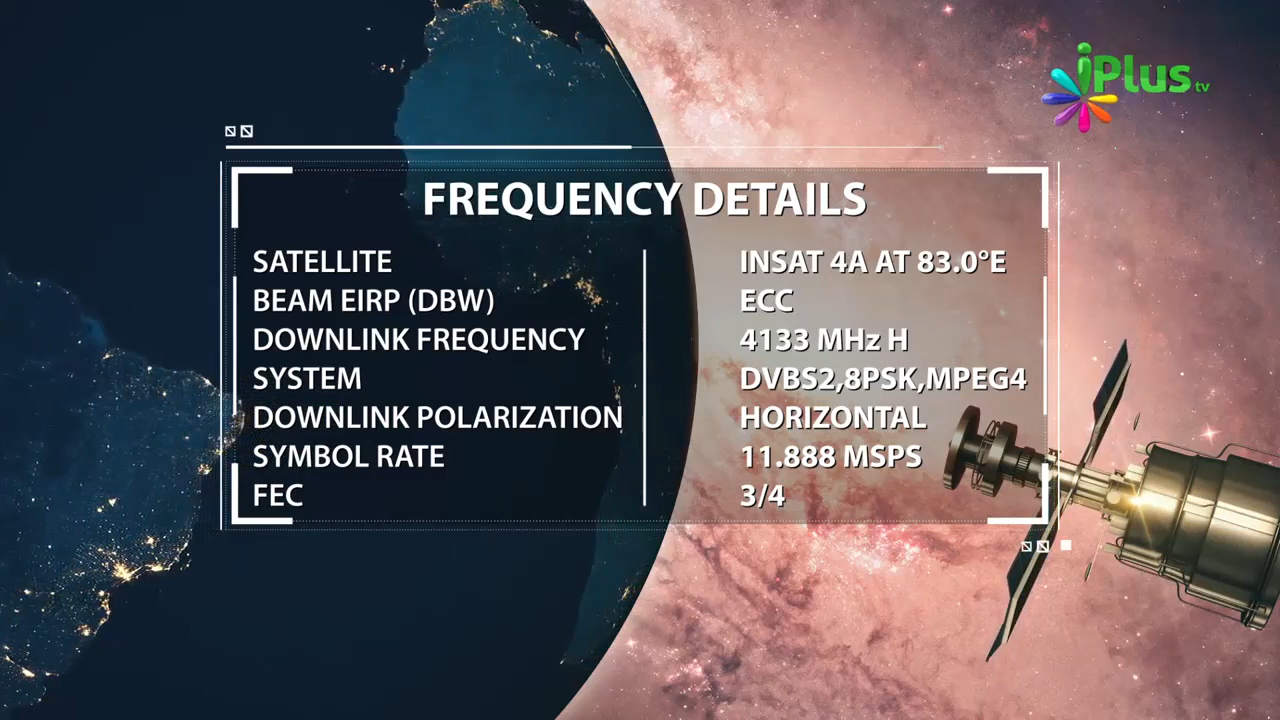 iPlus tv
FREQUENCY DETAILS
SATELLITE INSAT 4A AT 83.0°E
BEAM EIRP (DBW) ECC
DOWNLINK FREQUENCY 4133 MHz H
SYSTEM DVBS2,8PSK,MPEG4
DOWNLINK POLARIZATION HORIZONTAL
SYMBOL RATE 11.888 MSPS
FEC 3/4